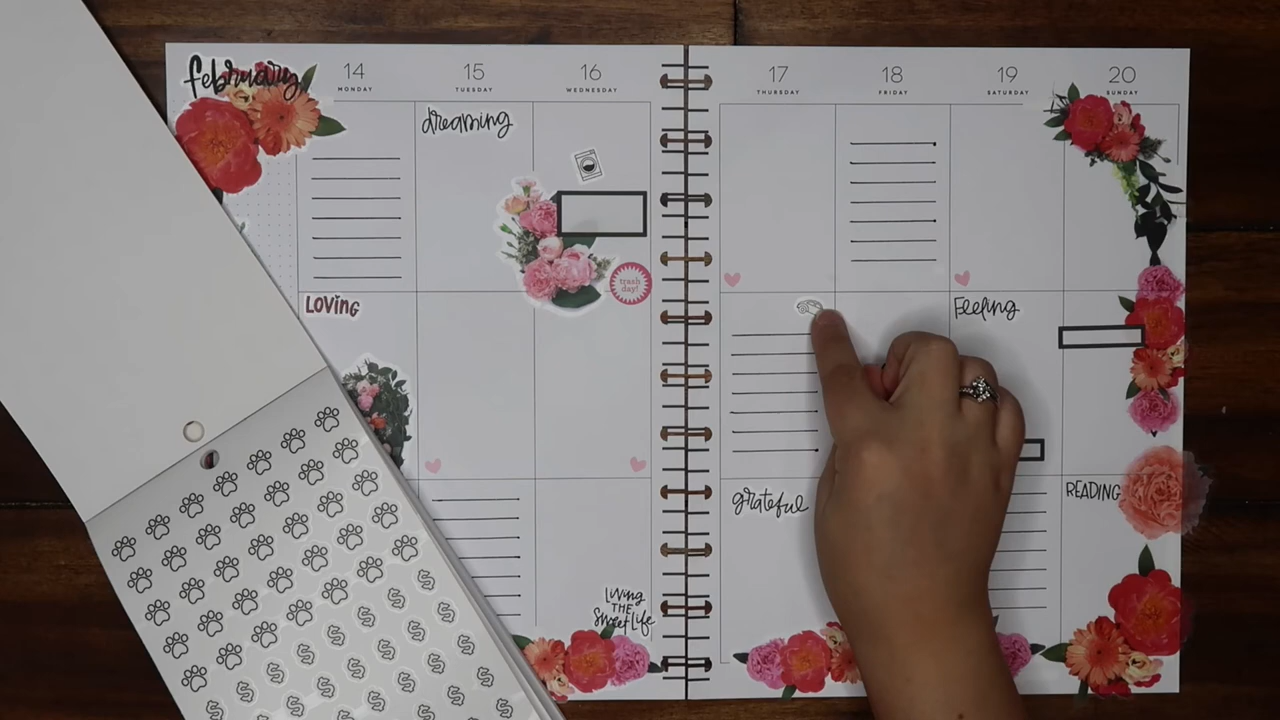 february
14 15 16 17 18 19 20
MONDAY TUESDAY WEDNESDAY THURSDAY FRIDAY SATURDAY SUNDAY
dreaming
trash
day!
LOVING
Feeling
grateful
READING
LIVING
THE
Sweet Life